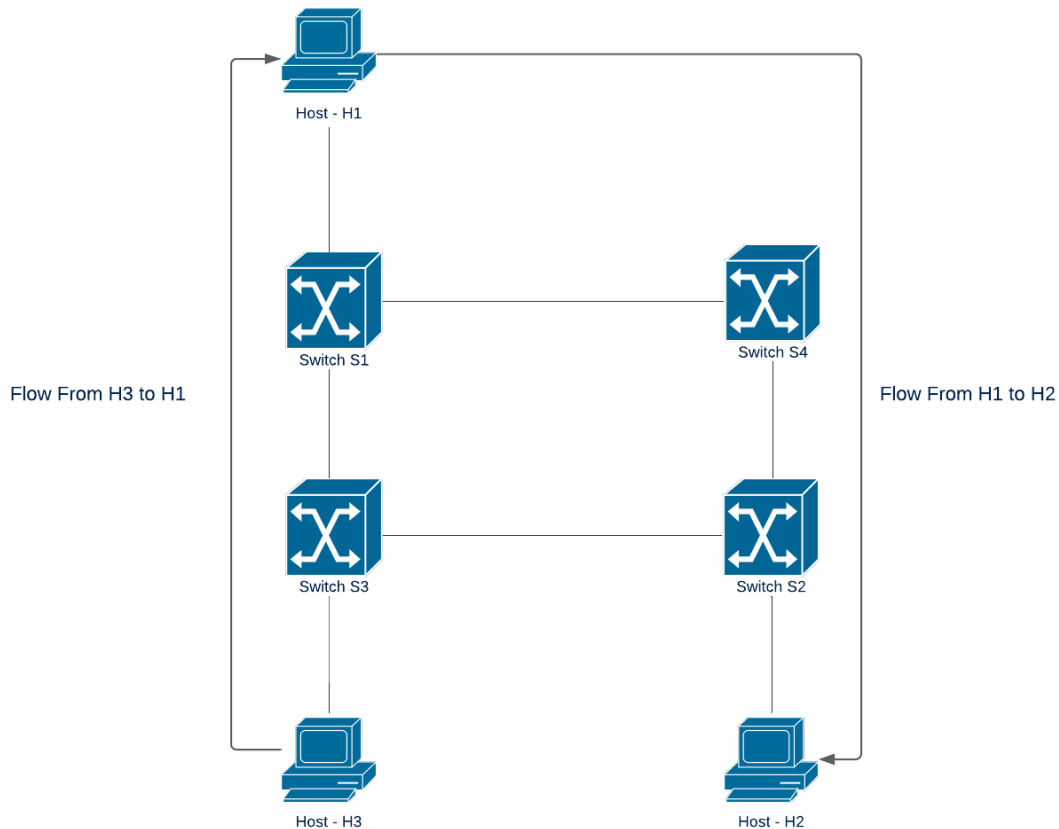 Host - H1
Switch S1
Switch S4
Flow From H3 to H1
Flow From H1 to H2
Switch S3
Switch S2
Host - H3
Host - H2